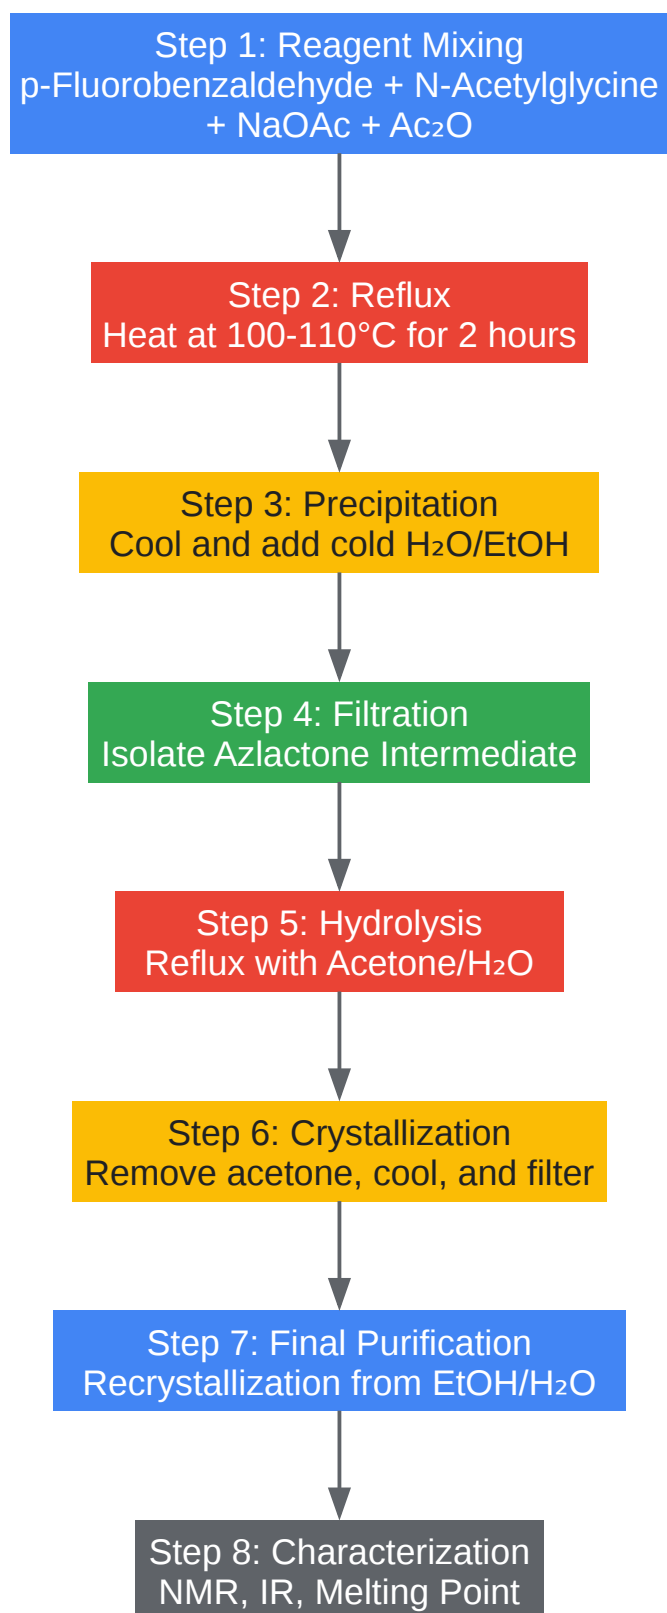 Step 1: Reagent Mixing
p-Fluorobenzaldehyde + N-Acetylglycine
+ NaOAc + Ac₂O
Step 2: Reflux
Heat at 100-110°C for 2 hours
Step 3: Precipitation
Cool and add cold H₂O/EtOH
Step 4: Filtration
Isolate Azlactone Intermediate
Step 5: Hydrolysis
Reflux with Acetone/H₂O
Step 6: Crystallization
Remove acetone, cool, and filter
Step 7: Final Purification
Recrystallization from EtOH/H₂O
Step 8: Characterization
NMR, IR, Melting Point